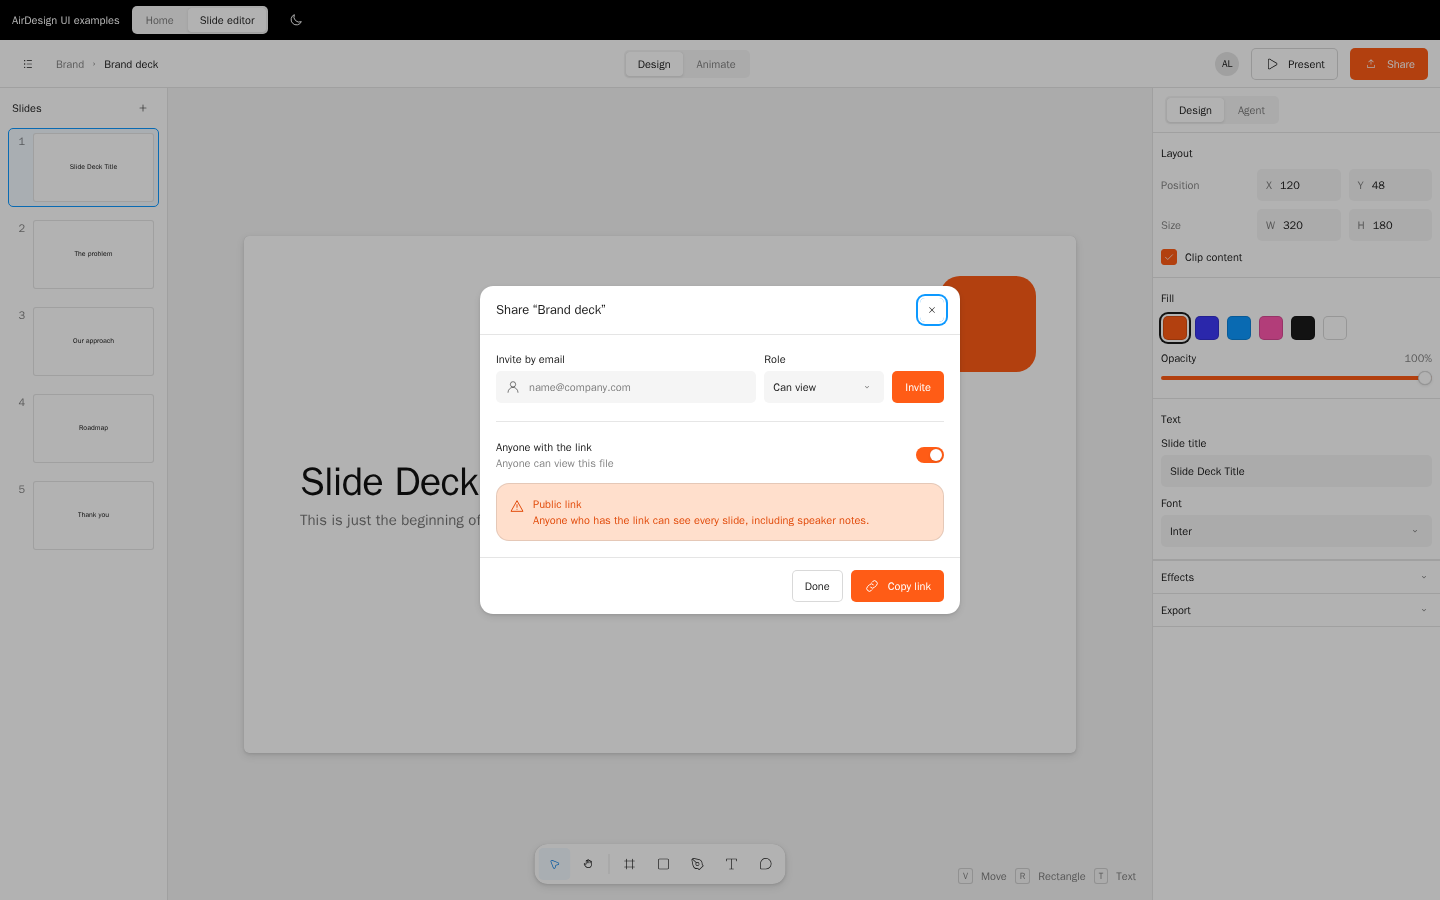 AirDesign UI examples
Home
Slide editor
Brand
Brand deck
Design
Animate
AL
Present
Share
Slides
1
Slide Deck Title
2
The problem
3
Our approach
4
Roadmap
5
Thank you
Slide Deck
This is just the beginning of
Share “Brand deck”
Invite by email
Role
name@company.com
Can view
Invite
Anyone with the link
Anyone can view this file
Public link
Anyone who has the link can see every slide, including speaker notes.
Done
Copy link
V Move R Rectangle T Text
Design
Agent
Layout
Position
X 120
Y 48
Size
W 320
H 180
Clip content
Fill
Opacity
100%
Text
Slide title
Slide Deck Title
Font
Inter
Effects
Export